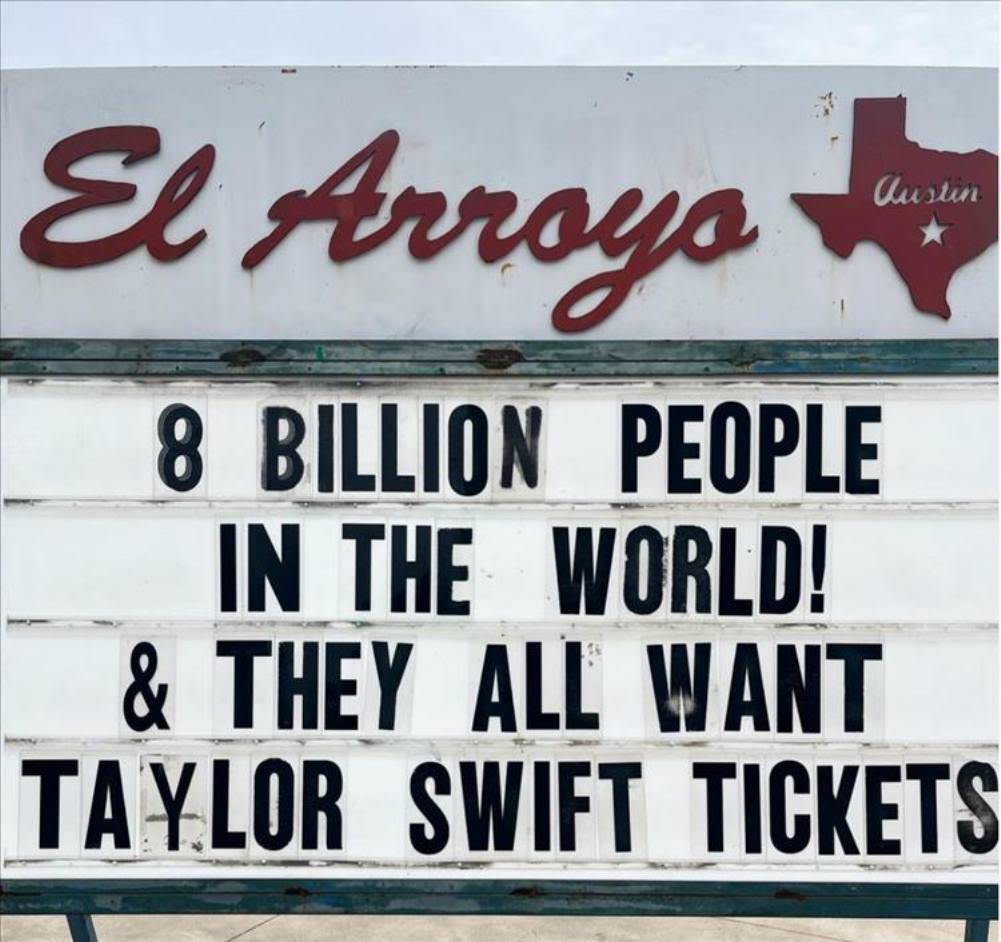 El Arroyo
Austin
8 BILLION PEOPLE
IN THE WORLD!
& THEY ALL WANT
TAYLOR SWIFT TICKETS